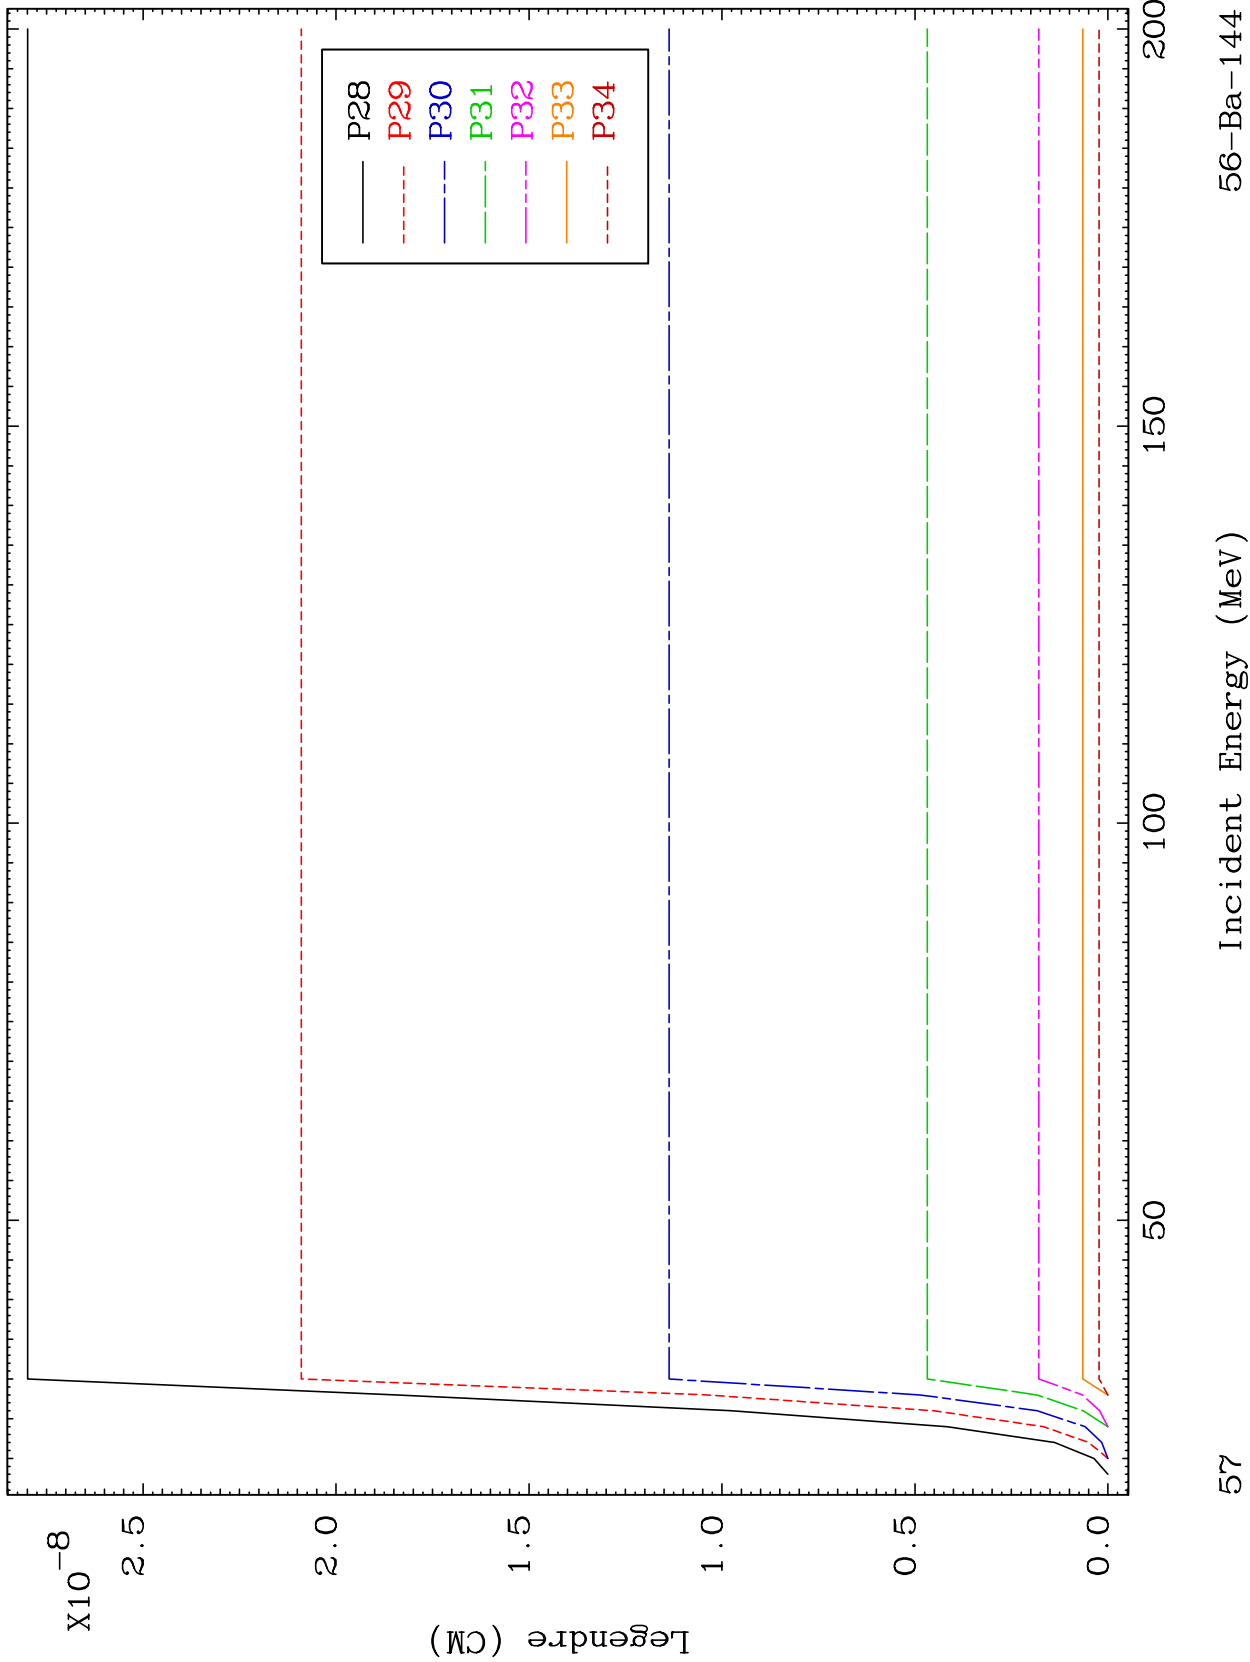 X10-8
2.5
2.0
1.5
1.0
0.5
0.0
Legendre (CM)
P28
P29
P30
P31
P32
P33
P34
50
100
150
200
Incident Energy (MeV)
57
56-Ba-144